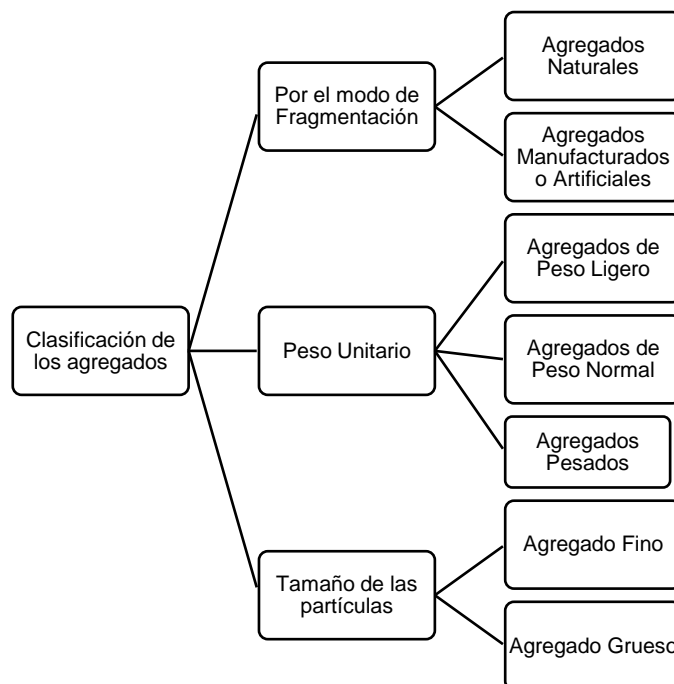 Agregados
Naturales
Por el modo de
Fragmentación
Agregados
Manufacturados
o Artificiales
Agregados de
Peso Ligero
Clasificación de
los agregados
Peso Unitario
Agregados de
Peso Normal
Agregados
Pesados
Agregado Fino
Tamaño de las
partículas
Agregado Grueso